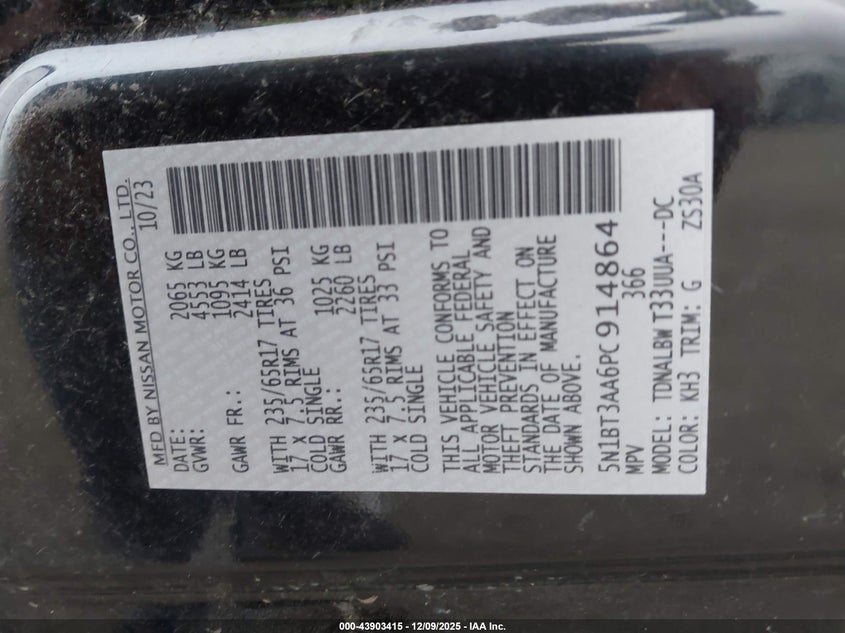 MFD BY NISSAN MOTOR CO., LTD.
DATE: 10/23
GVWR: 2065 KG
4553 LB
GAWR FR.: 1095 KG
2414 LB
WITH 235/65R17 TIRES
17 X 7.5 RIMS AT 36 PSI
COLD SINGLE
GAWR RR.: 1025 KG
2260 LB
WITH 235/65R17 TIRES
17 X 7.5 RIMS AT 33 PSI
COLD SINGLE
THIS VEHICLE CONFORMS TO
ALL APPLICABLE FEDERAL
MOTOR VEHICLE SAFETY AND
THEFT PREVENTION
STANDARDS IN EFFECT ON
THE DATE OF MANUFACTURE
SHOWN ABOVE.
5N1BT3AA6PC914864
MPV 366
MODEL: TDNALBW T33UUA---DC
COLOR: KH3 TRIM: G ZS30A
000-43903415 - 12/09/2025 - IAA Inc.